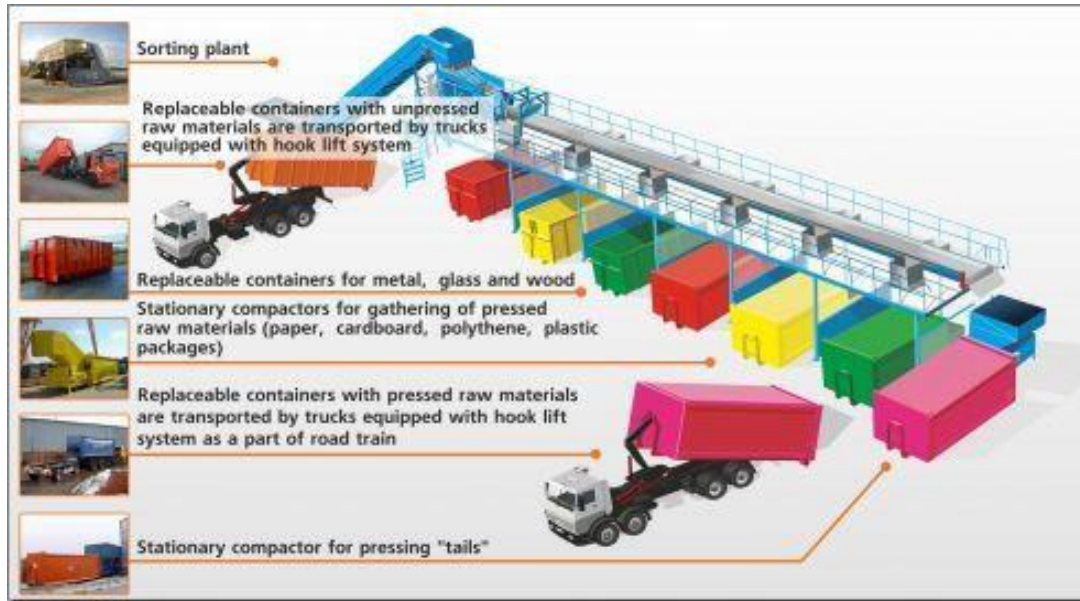 Sorting plant
Replaceable containers with unpressed
raw materials are transported by trucks
equipped with hook lift system
Replaceable containers for metal, glass and wood
Stationary compactors for gathering of pressed
raw materials (paper, cardboard, polythene, plastic
packages)
Replaceable containers with pressed raw materials
are transported by trucks equipped with hook lift
system as a part of road train
Stationary compactor for pressing "tails"